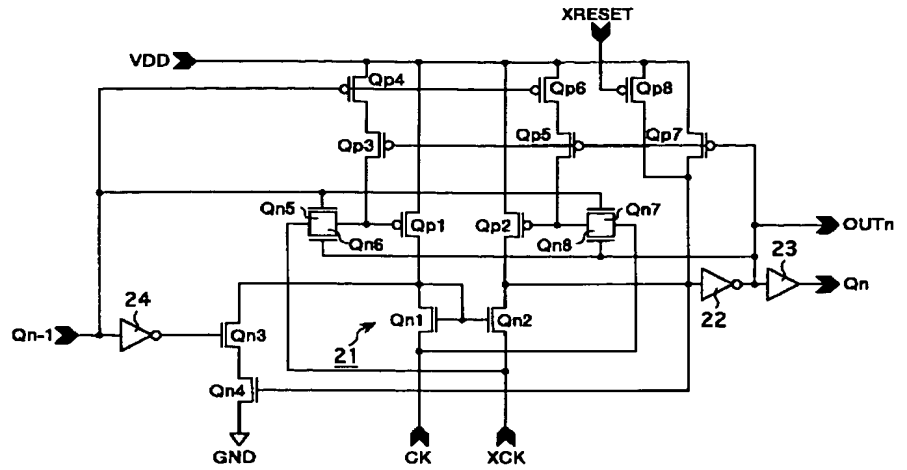 XRESET
VDD
Qp4
Qp6
Qp8
Qp3
Qp5
Qp7
Qn5
Qn6
Qp1
Qp2
Qn7
Qn8
OUTn
23
Qn
22
24
Qn-1
Qn3
Qn1
Qn2
21
Qn4
GND
CK
XCK